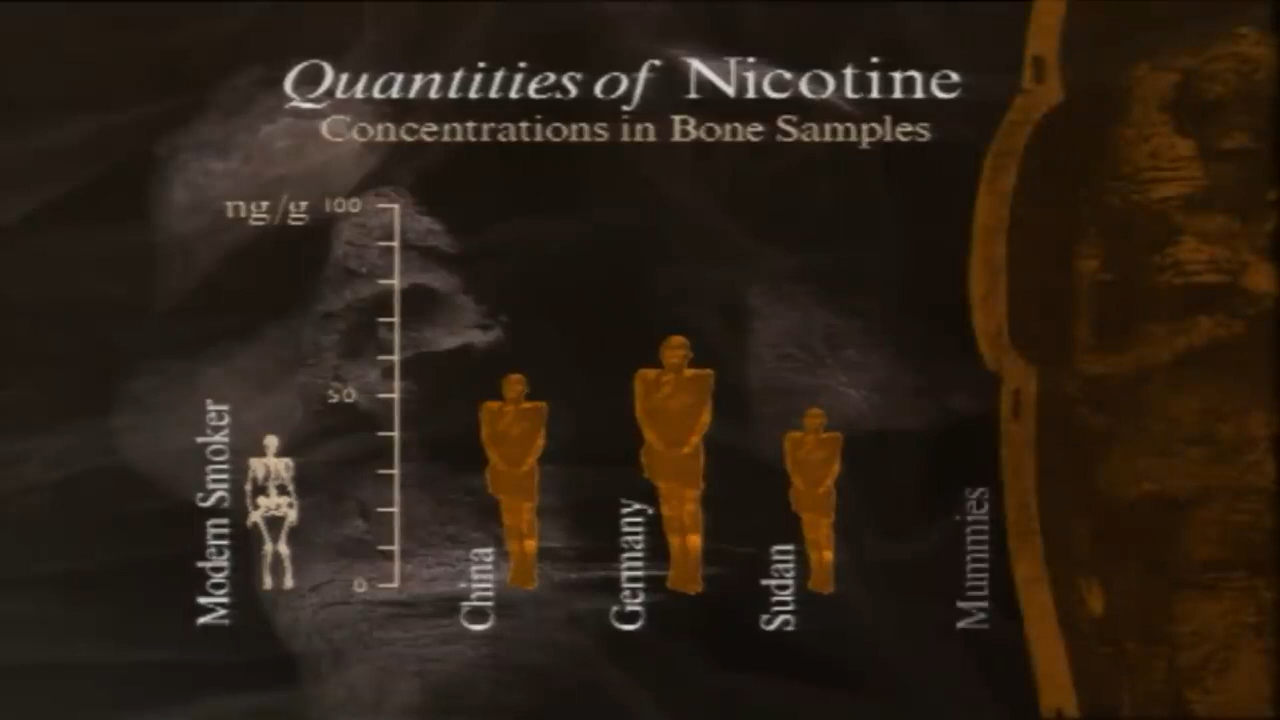 Quantities of Nicotine
Concentrations in Bone Samples
ng/g 100
50
0
Modern Smoker
China
Germany
Sudan
Mummies